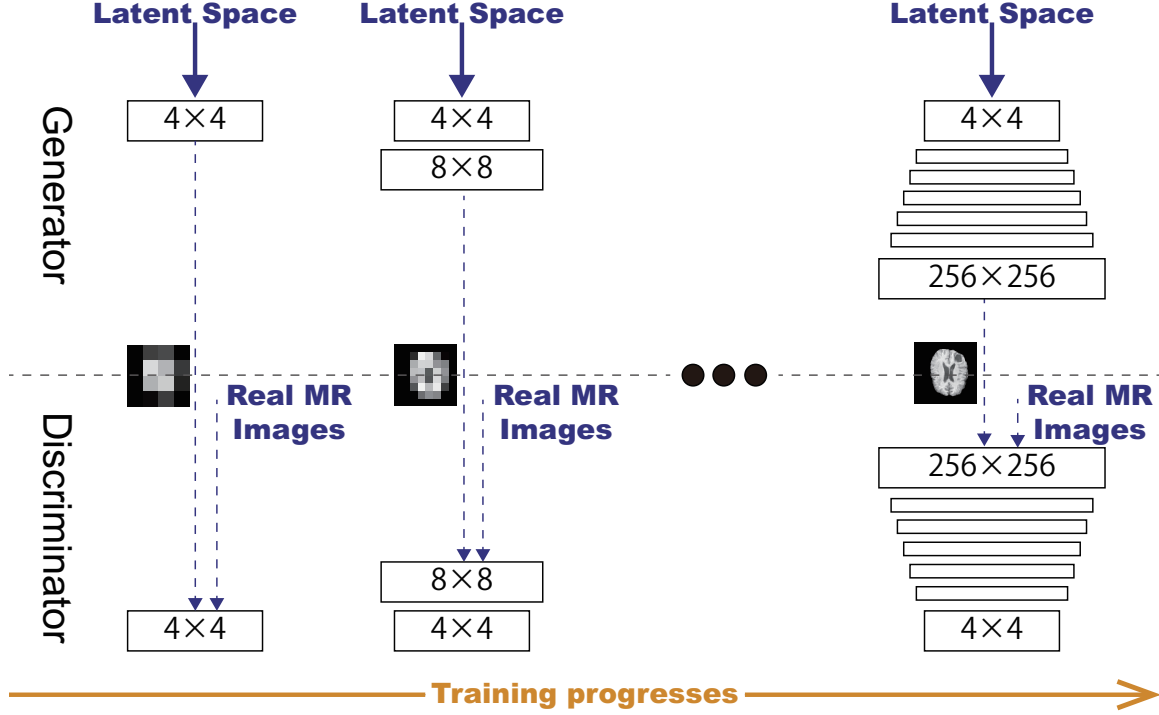 Latent Space
Latent Space
Latent Space
Generator
4×4
4×4
8×8
4×4
256×256
Real MR
Images
Real MR
Images
Real MR
Images
Discriminator
4×4
8×8
4×4
256×256
4×4
Training progresses